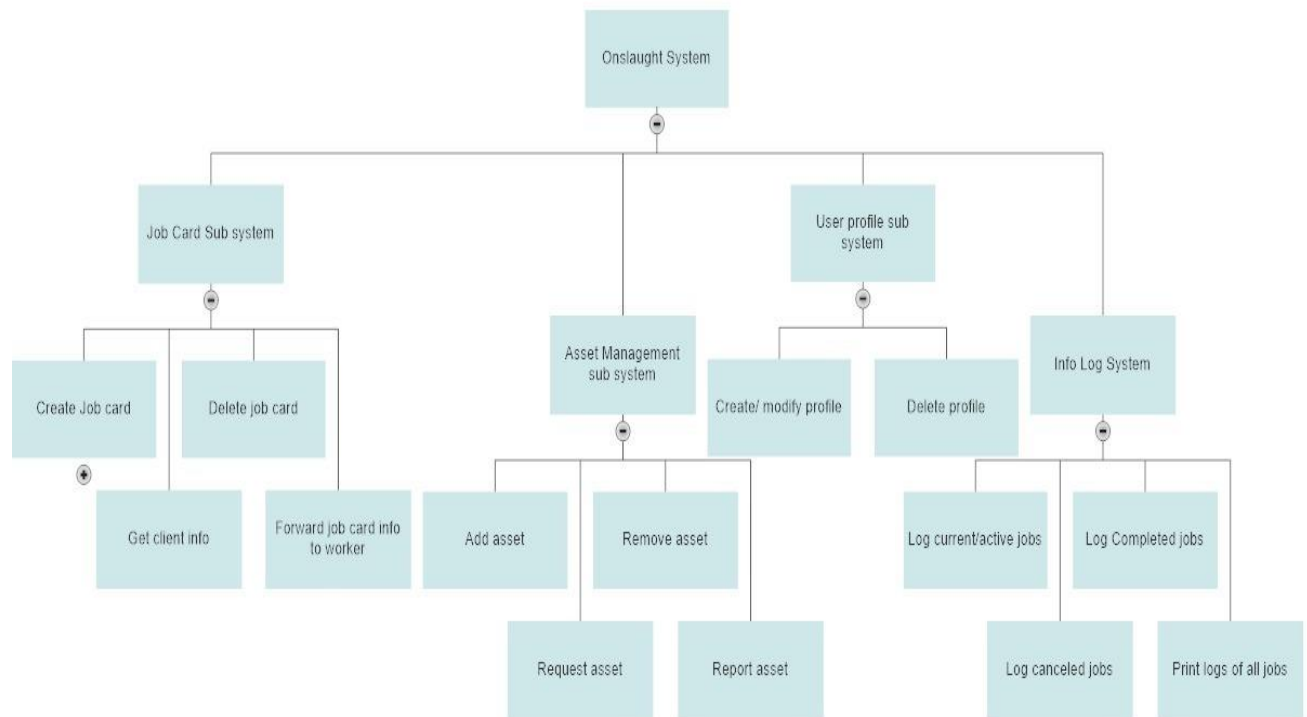 Onslaught System
Job Card Sub system
User profile sub
system
Asset Management
sub system
Info Log System
Create Job card
Delete job card
Create/ modify profile
Delete profile
Get client info
Forward job card info
to worker
Add asset
Remove asset
Log current/active jobs
Log Completed jobs
Request asset
Report asset
Log canceled jobs
Print logs of all jobs